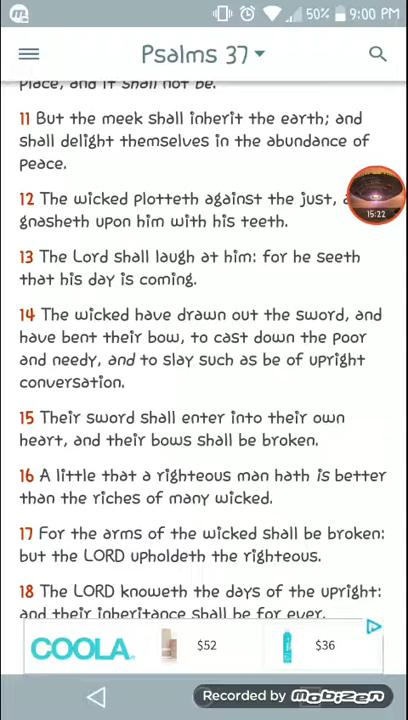 50% 9:00 PM
Psalms 37
place, and it shall not be.
11 But the meek shall inherit the earth; and
shall delight themselves in the abundance of
peace.
12 The wicked plotteth against the just,
gnasheth upon him with his teeth.
15:22
13 The Lord shall laugh at him: for he seeth
that his day is coming.
14 The wicked have drawn out the sword, and
have bent their bow, to cast down the poor
and needy, and to slay such as be of upright
conversation.
15 Their sword shall enter into their own
heart, and their bows shall be broken.
16 A little that a righteous man hath is better
than the riches of many wicked.
17 For the arms of the wicked shall be broken:
but the LORD upholdeth the righteous.
18 The LORD knoweth the days of the upright:
and their inheritance shall be for ever.
COOLA $52 $36
Recorded by mobizen